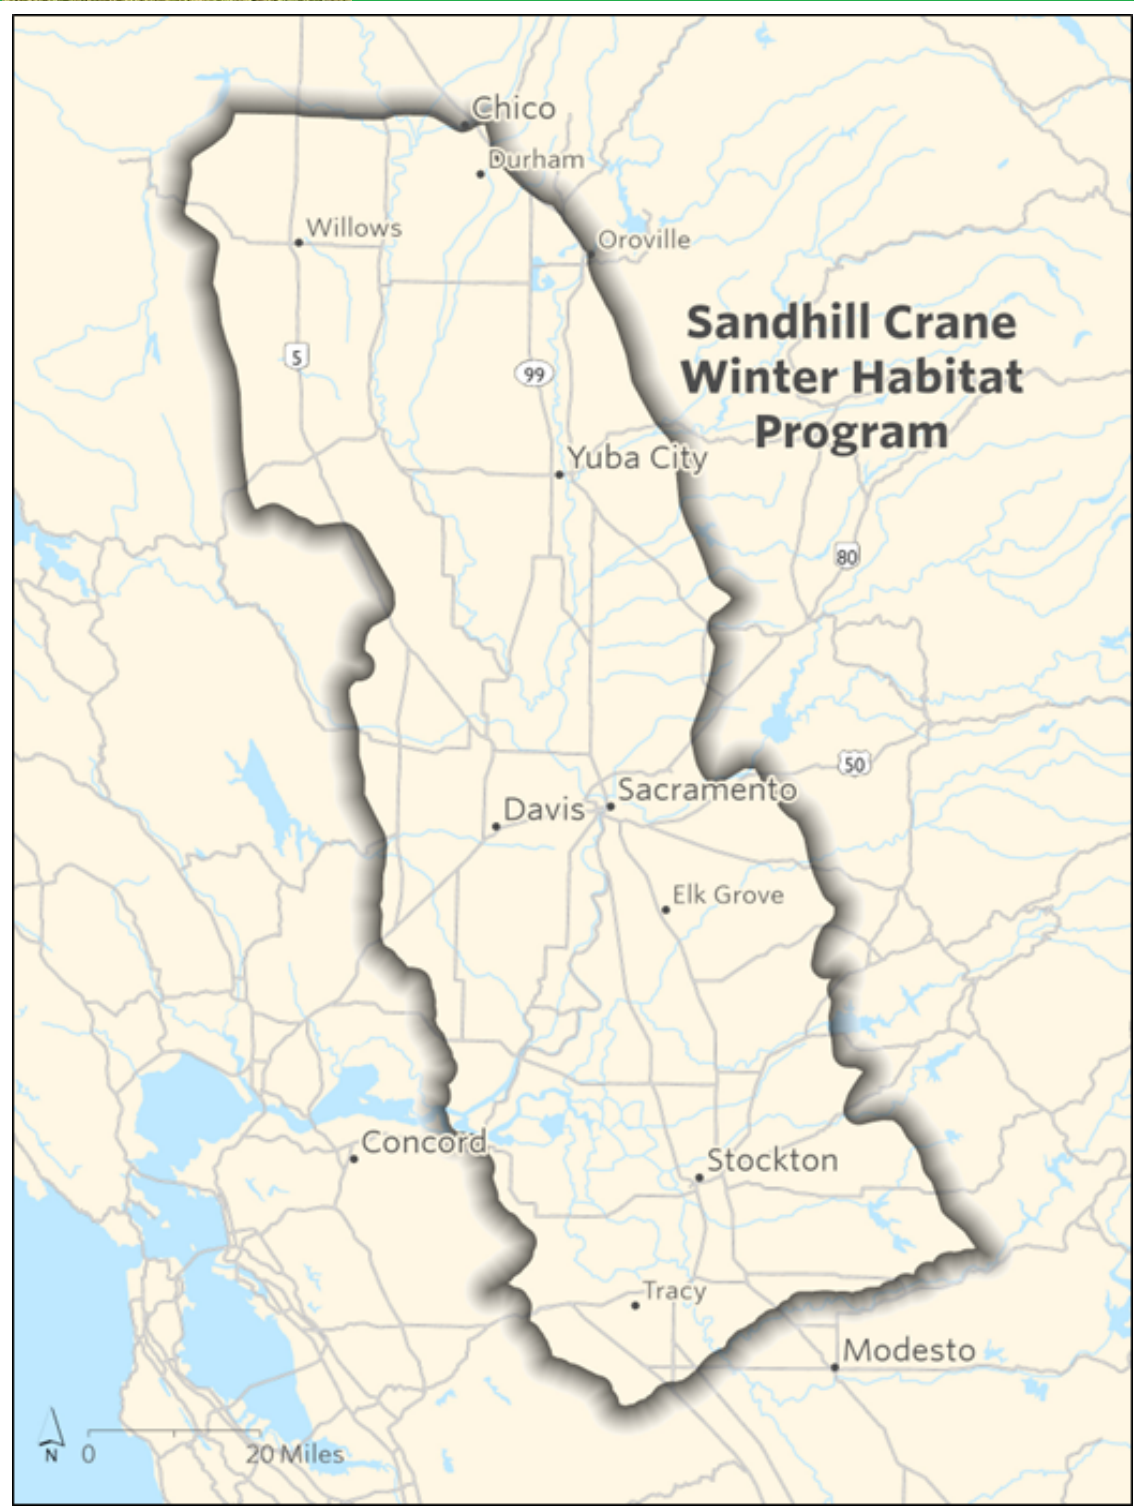 Chico
Durham
Willows
Oroville
Sandhill Crane
Winter Habitat
Program
5
99
Yuba City
80
50
Sacramento
Davis
Elk Grove
Concord
Stockton
Tracy
Modesto
N 0 20 Miles